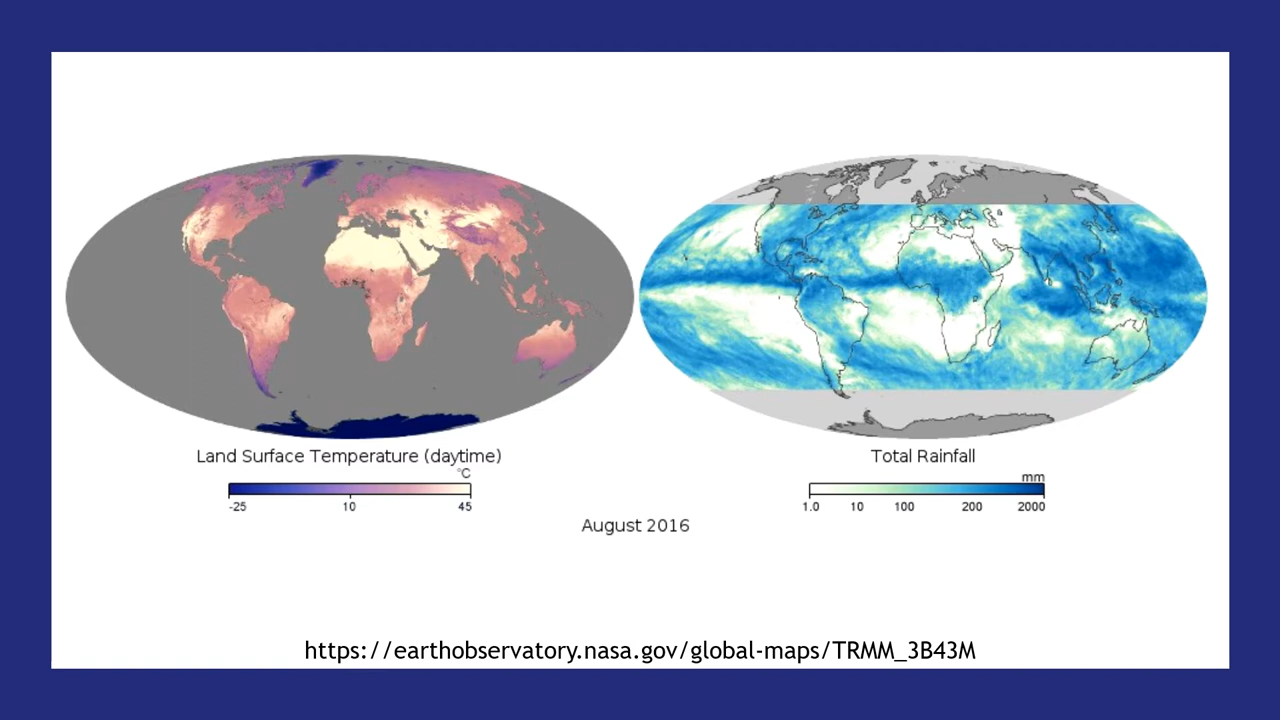 Land Surface Temperature (daytime)
°C
-25 10 45
Total Rainfall
mm
1.0 10 100 200 2000
August 2016
https://earthobservatory.nasa.gov/global-maps/TRMM_3B43M